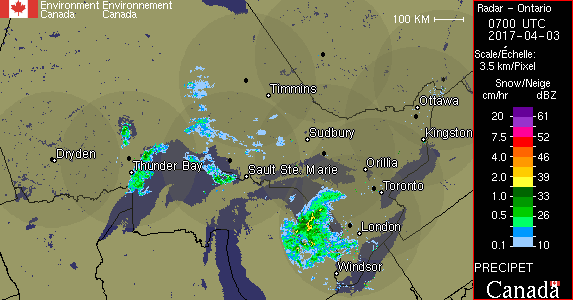 Environment Environnement
Canada Canada
100 KM
Timmins
Ottawa
Sudbury
Kingston
Dryden
Thunder Bay
Sault Ste. Marie
Orillia
Toronto
London
Windsor
Radar - Ontario
0700 UTC
2017-04-03
Scale/Échelle:
3.5 km/Pixel
Snow/Neige
cm/hr dBZ
20 61
7.5 52
4.0 46
2.0 39
1.0 33
0.5 26
0.1 10
PRECIPET
Canada